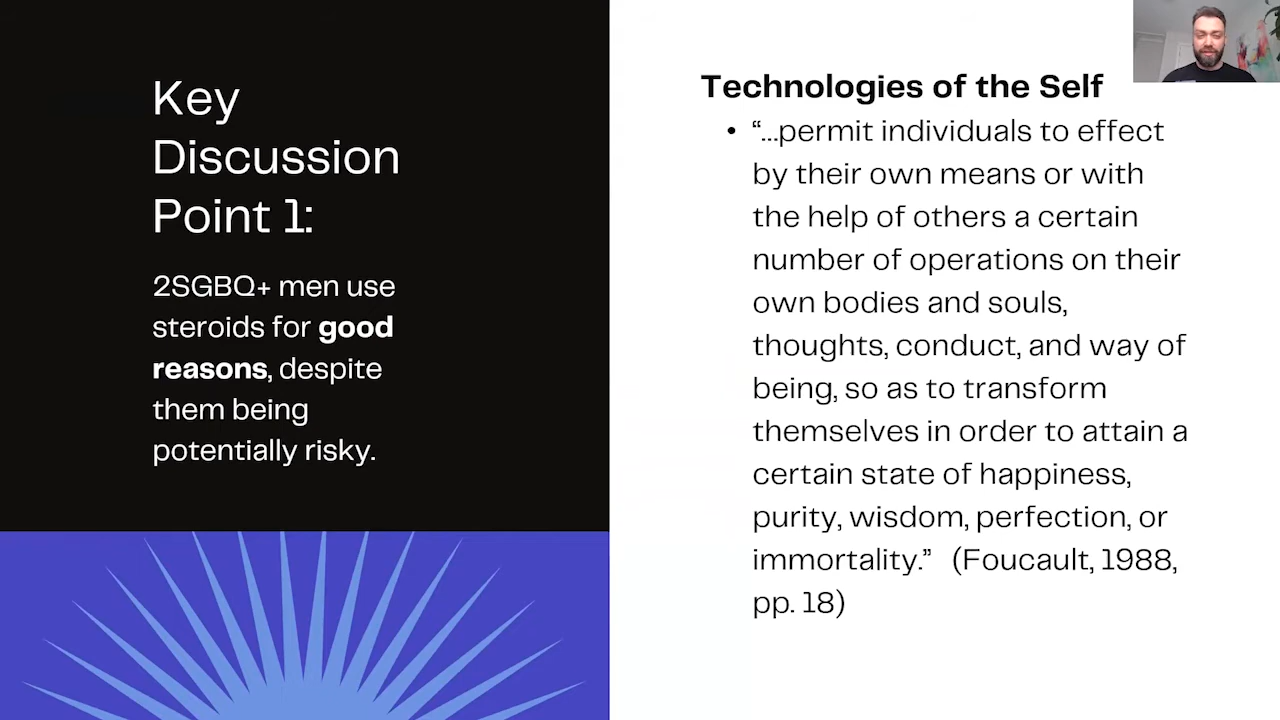 Key
Discussion
Point 1:
2SGBQ+ men use
steroids for good
reasons, despite
them being
potentially risky.
Technologies of the Self
• “...permit individuals to effect
by their own means or with
the help of others a certain
number of operations on their
own bodies and souls,
thoughts, conduct, and way of
being, so as to transform
themselves in order to attain a
certain state of happiness,
purity, wisdom, perfection, or
immortality.” (Foucault, 1988,
pp. 18)